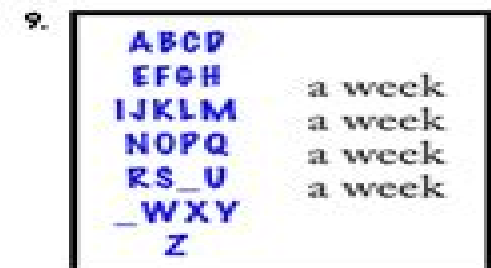 9.
ABCD
EFGH
IJKLM
NOPQ
RS_U
_WXY
Z
a week
a week
a week
a week